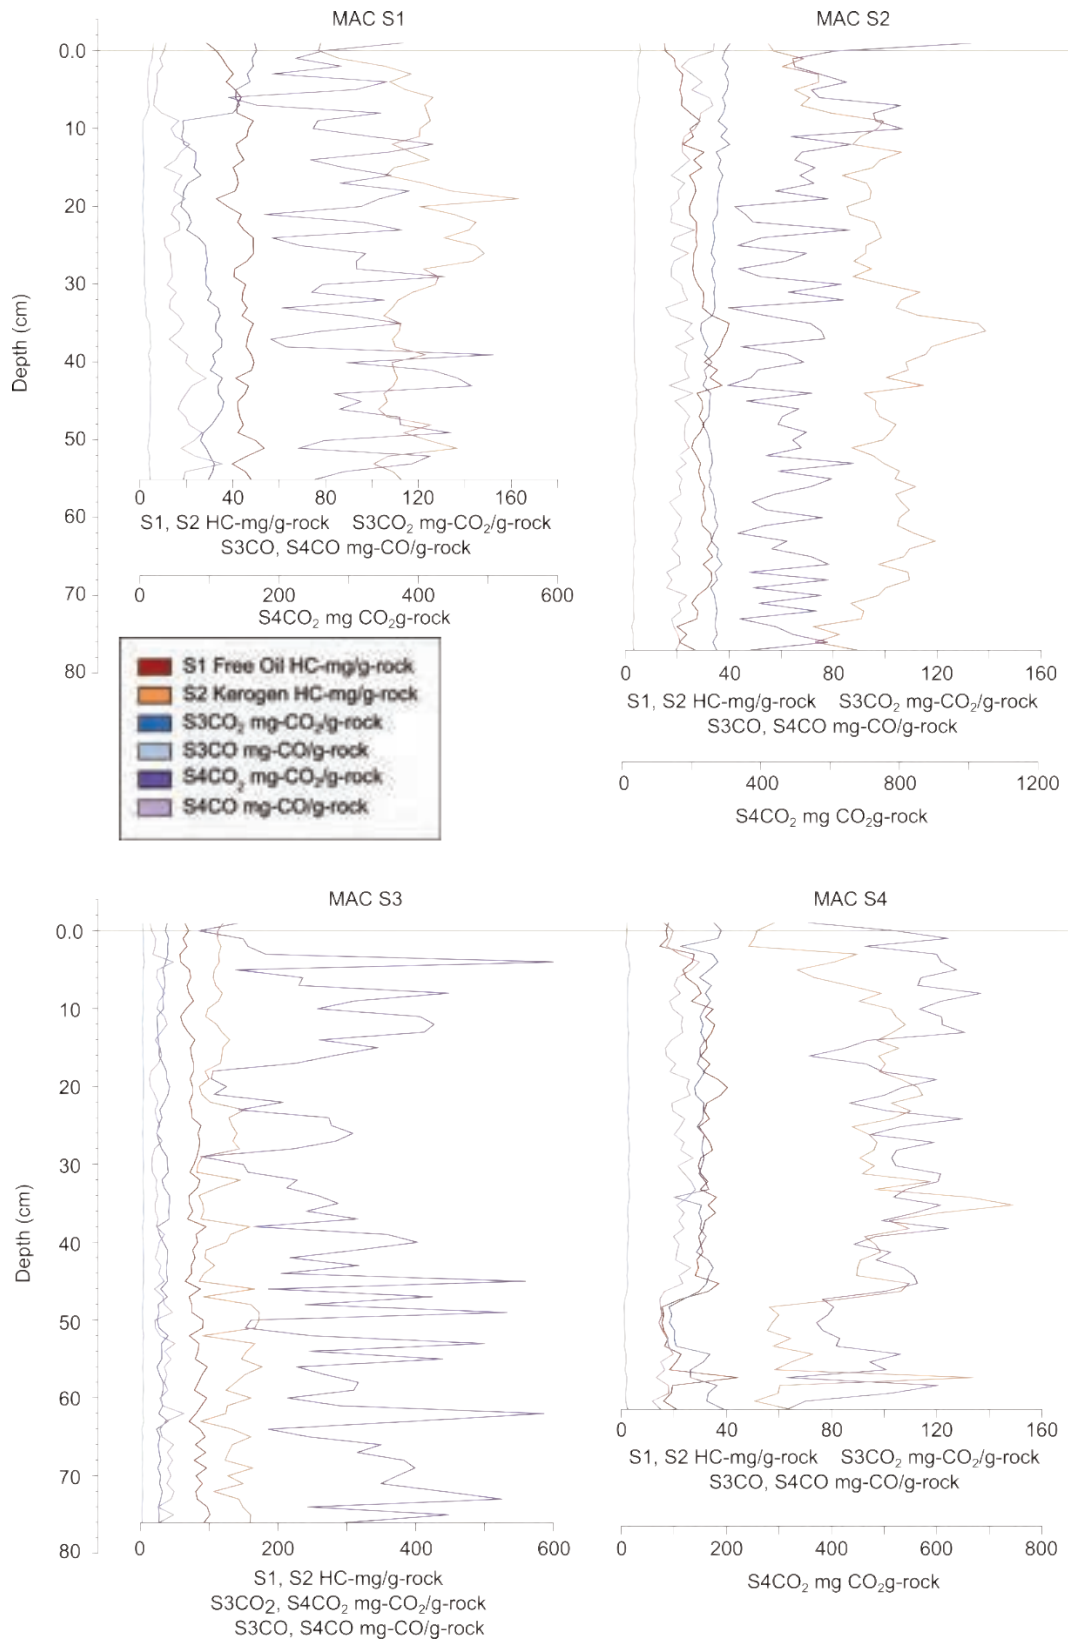 MAC S1
MAC S2
0.0
10
20
30
40
50
60
70
80
Depth (cm)
0 40 80 120 160
S1, S2 HC-mg/g-rock S3CO₂ mg-CO₂/g-rock
S3CO, S4CO mg-CO/g-rock
0 200 400 600
S4CO₂ mg CO₂g-rock
S1 Free Oil HC-mg/g-rock
S2 Kerogen HC-mg/g-rock
S3CO₂ mg-CO₂/g-rock
S3CO mg-CO/g-rock
S4CO₂ mg-CO₂/g-rock
S4CO mg-CO/g-rock
0 40 80 120 160
S1, S2 HC-mg/g-rock S3CO₂ mg-CO₂/g-rock
S3CO, S4CO mg-CO/g-rock
0 400 800 1200
S4CO₂ mg CO₂g-rock
MAC S3
MAC S4
0.0
10
20
30
40
50
60
70
80
Depth (cm)
0 200 400 600
S1, S2 HC-mg/g-rock
S3CO₂, S4CO₂ mg-CO₂/g-rock
S3CO, S4CO mg-CO/g-rock
0 40 80 120 160
S1, S2 HC-mg/g-rock S3CO₂ mg-CO₂/g-rock
S3CO, S4CO mg-CO/g-rock
0 200 400 600 800
S4CO₂ mg CO₂g-rock